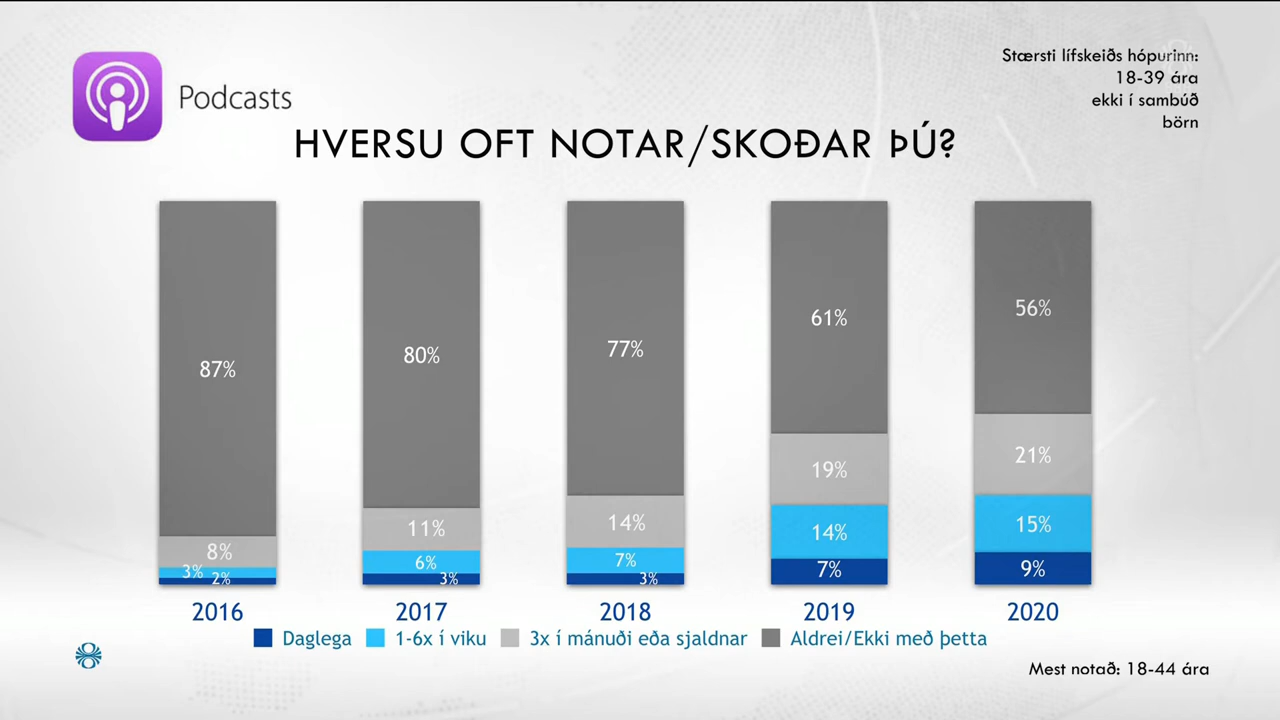 Stærsti lífskeiðs hópurinn:
18-39 ára
ekki í sambúð
börn
Podcasts
HVERSU OFT NOTAR/SKOÐAR ÞÚ?
87%
80%
77%
61%
56%
8%
11%
14%
19%
21%
3%
6%
7%
14%
15%
2%
3%
3%
7%
9%
2016 2017 2018 2019 2020
Daglega 1-6x í viku 3x í mánuði eða sjaldnar Aldrei/Ekki með þetta
Mest notað: 18-44 ára